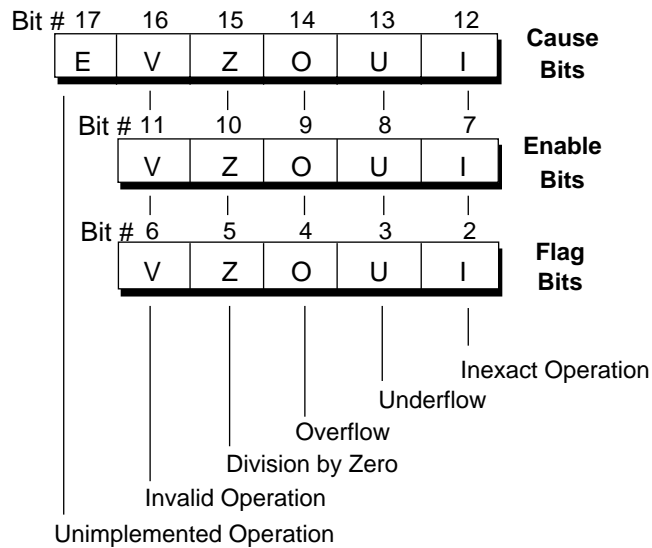 Bit # 17 16 15 14 13 12
E V Z O U I
Cause
Bits
Bit # 11 10 9 8 7
V Z O U I
Enable
Bits
Bit # 6 5 4 3 2
V Z O U I
Flag
Bits
Inexact Operation
Underflow
Overflow
Division by Zero
Invalid Operation
Unimplemented Operation